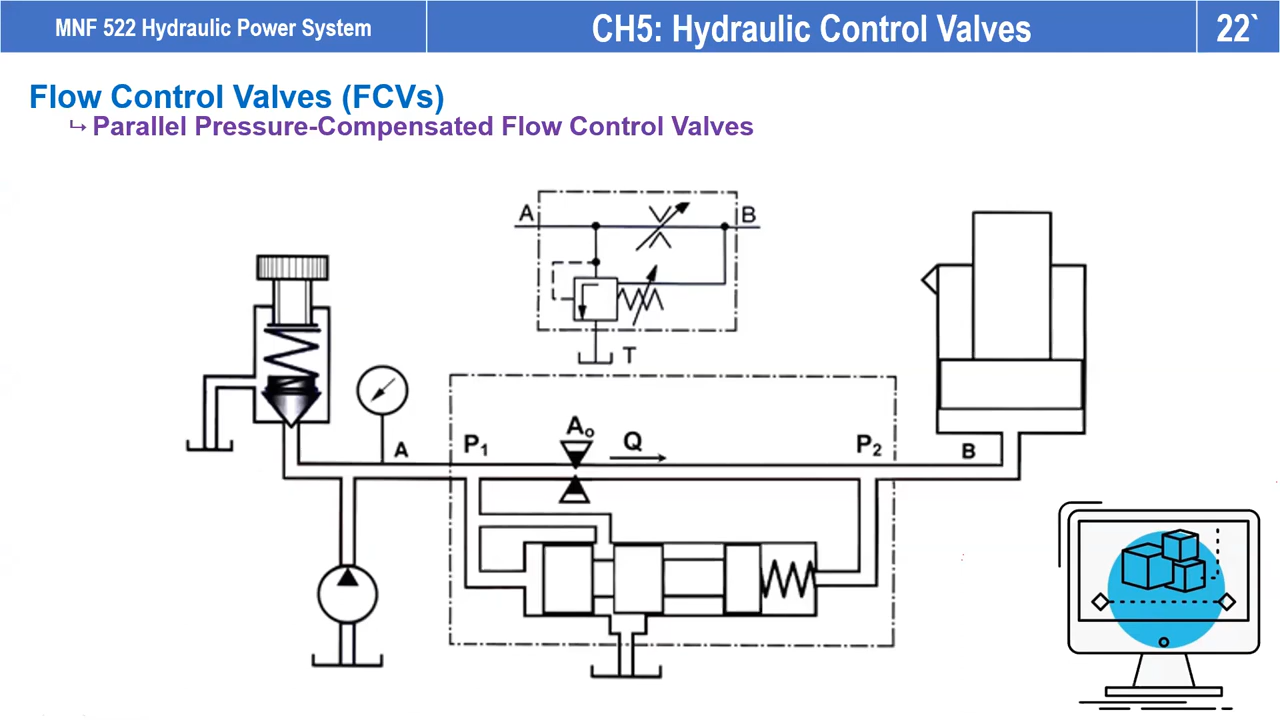 MNF 522 Hydraulic Power System
CH5: Hydraulic Control Valves
22`
Flow Control Valves (FCVs)
↳ Parallel Pressure-Compensated Flow Control Valves
A
B
T
A
P₁
Aₒ
Q
P₂
B